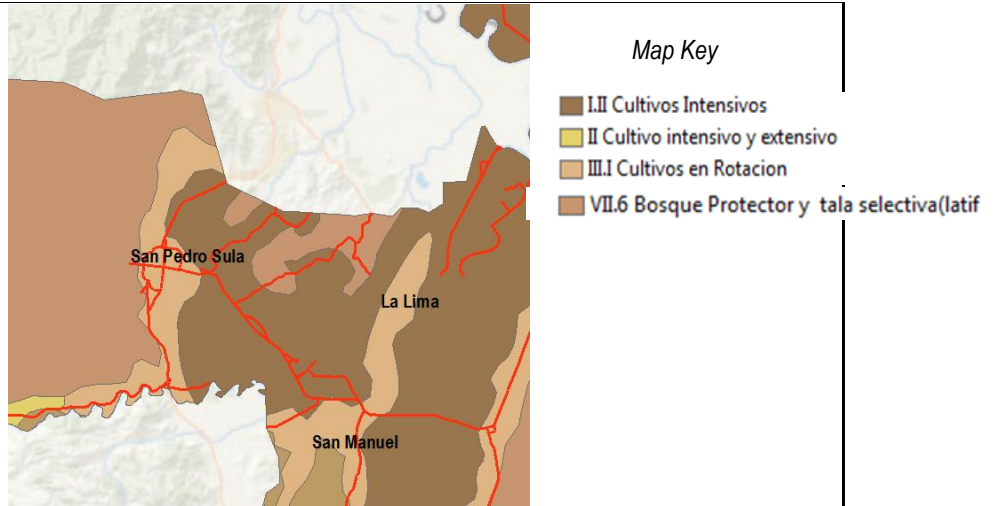 Map Key
I.II Cultivos Intensivos
II Cultivo intensivo y extensivo
III.I Cultivos en Rotacion
VII.6 Bosque Protector y tala selectiva(latif
San Pedro Sula
La Lima
San Manuel